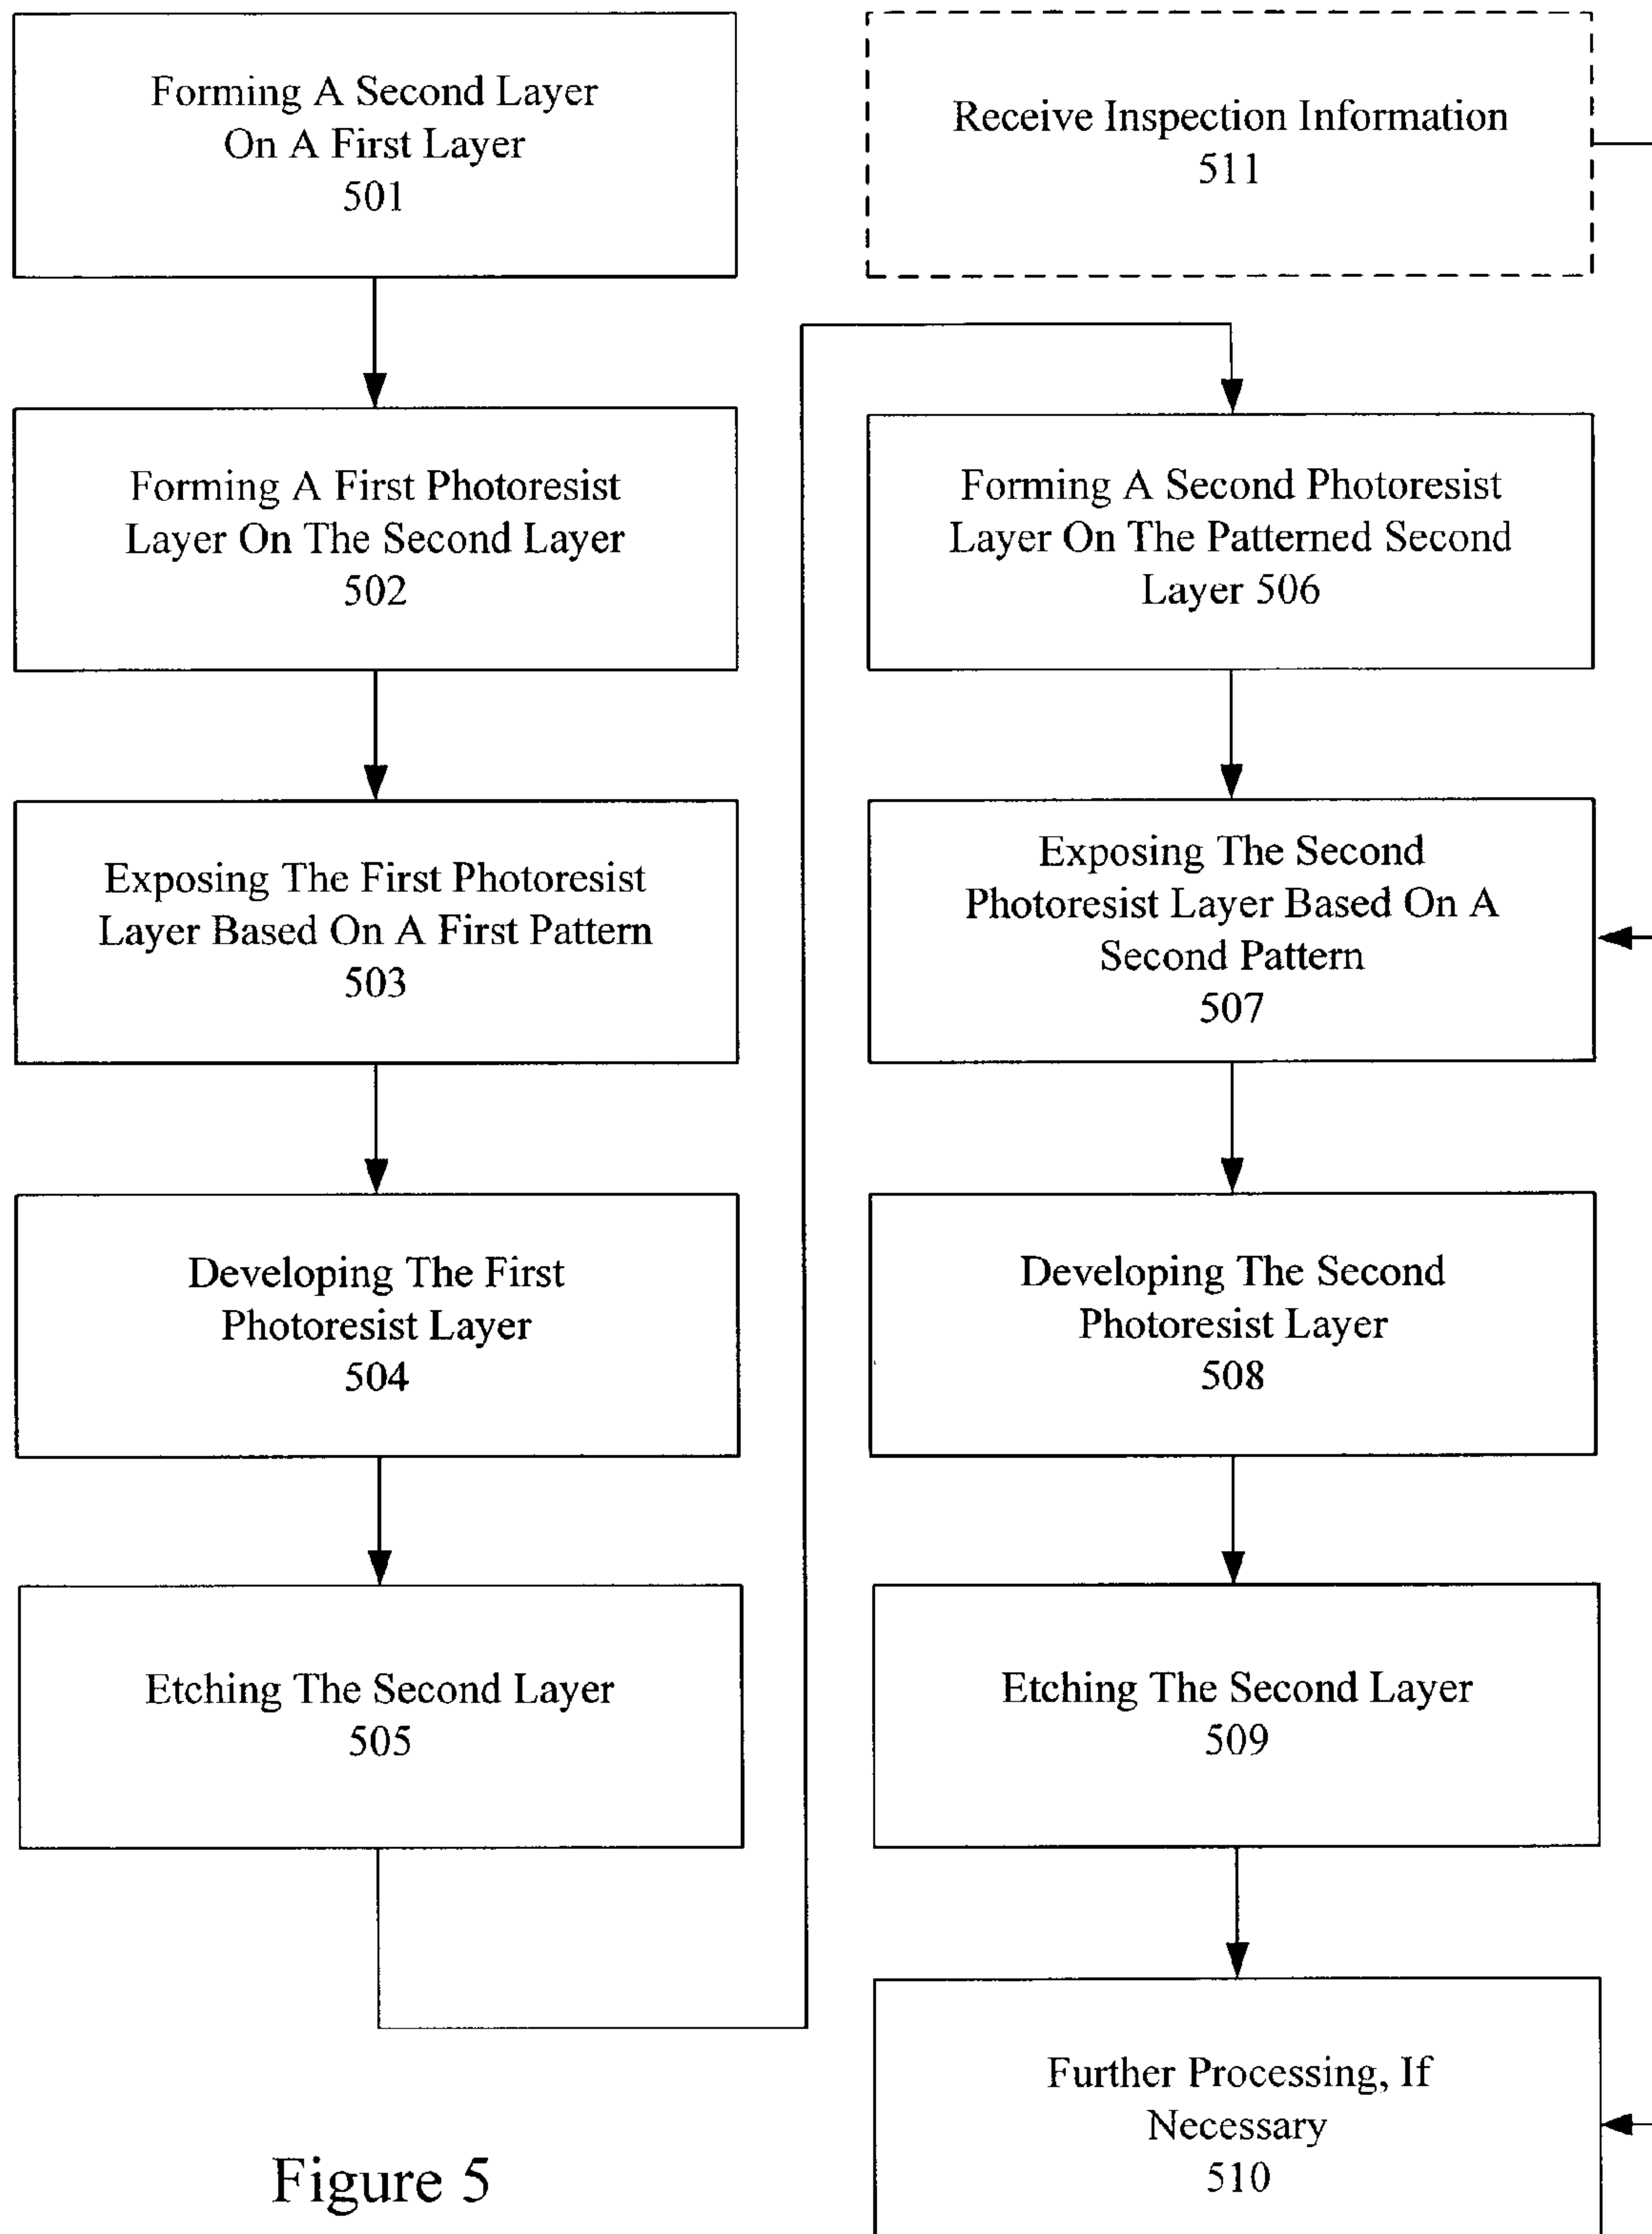 Forming A Second Layer
On A First Layer
501
Forming A First Photoresist
Layer On The Second Layer
502
Exposing The First Photoresist
Layer Based On A First Pattern
503
Developing The First
Photoresist Layer
504
Etching The Second Layer
505
Receive Inspection Information
511
Forming A Second Photoresist
Layer On The Patterned Second
Layer 506
Exposing The Second
Photoresist Layer Based On A
Second Pattern
507
Developing The Second
Photoresist Layer
508
Etching The Second Layer
509
Further Processing, If
Necessary
510
Figure 5